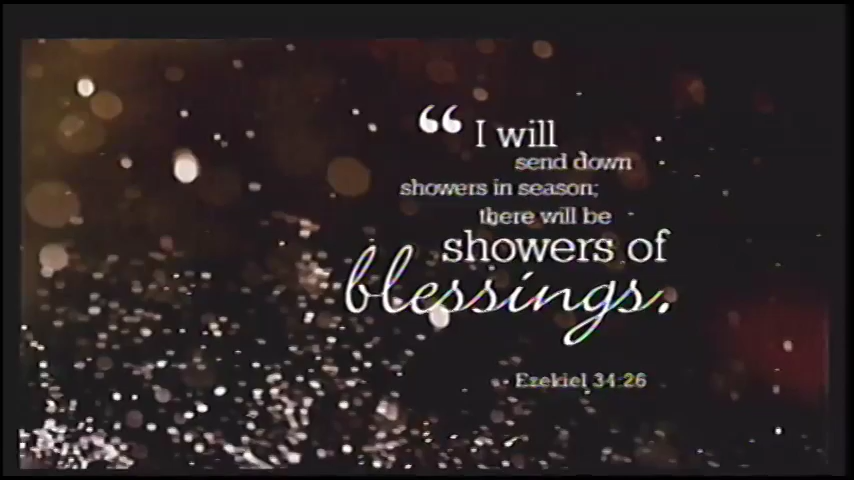 “ I will
send down
showers in season;
there will be
showers of
blessings.
Ezekiel 34:26